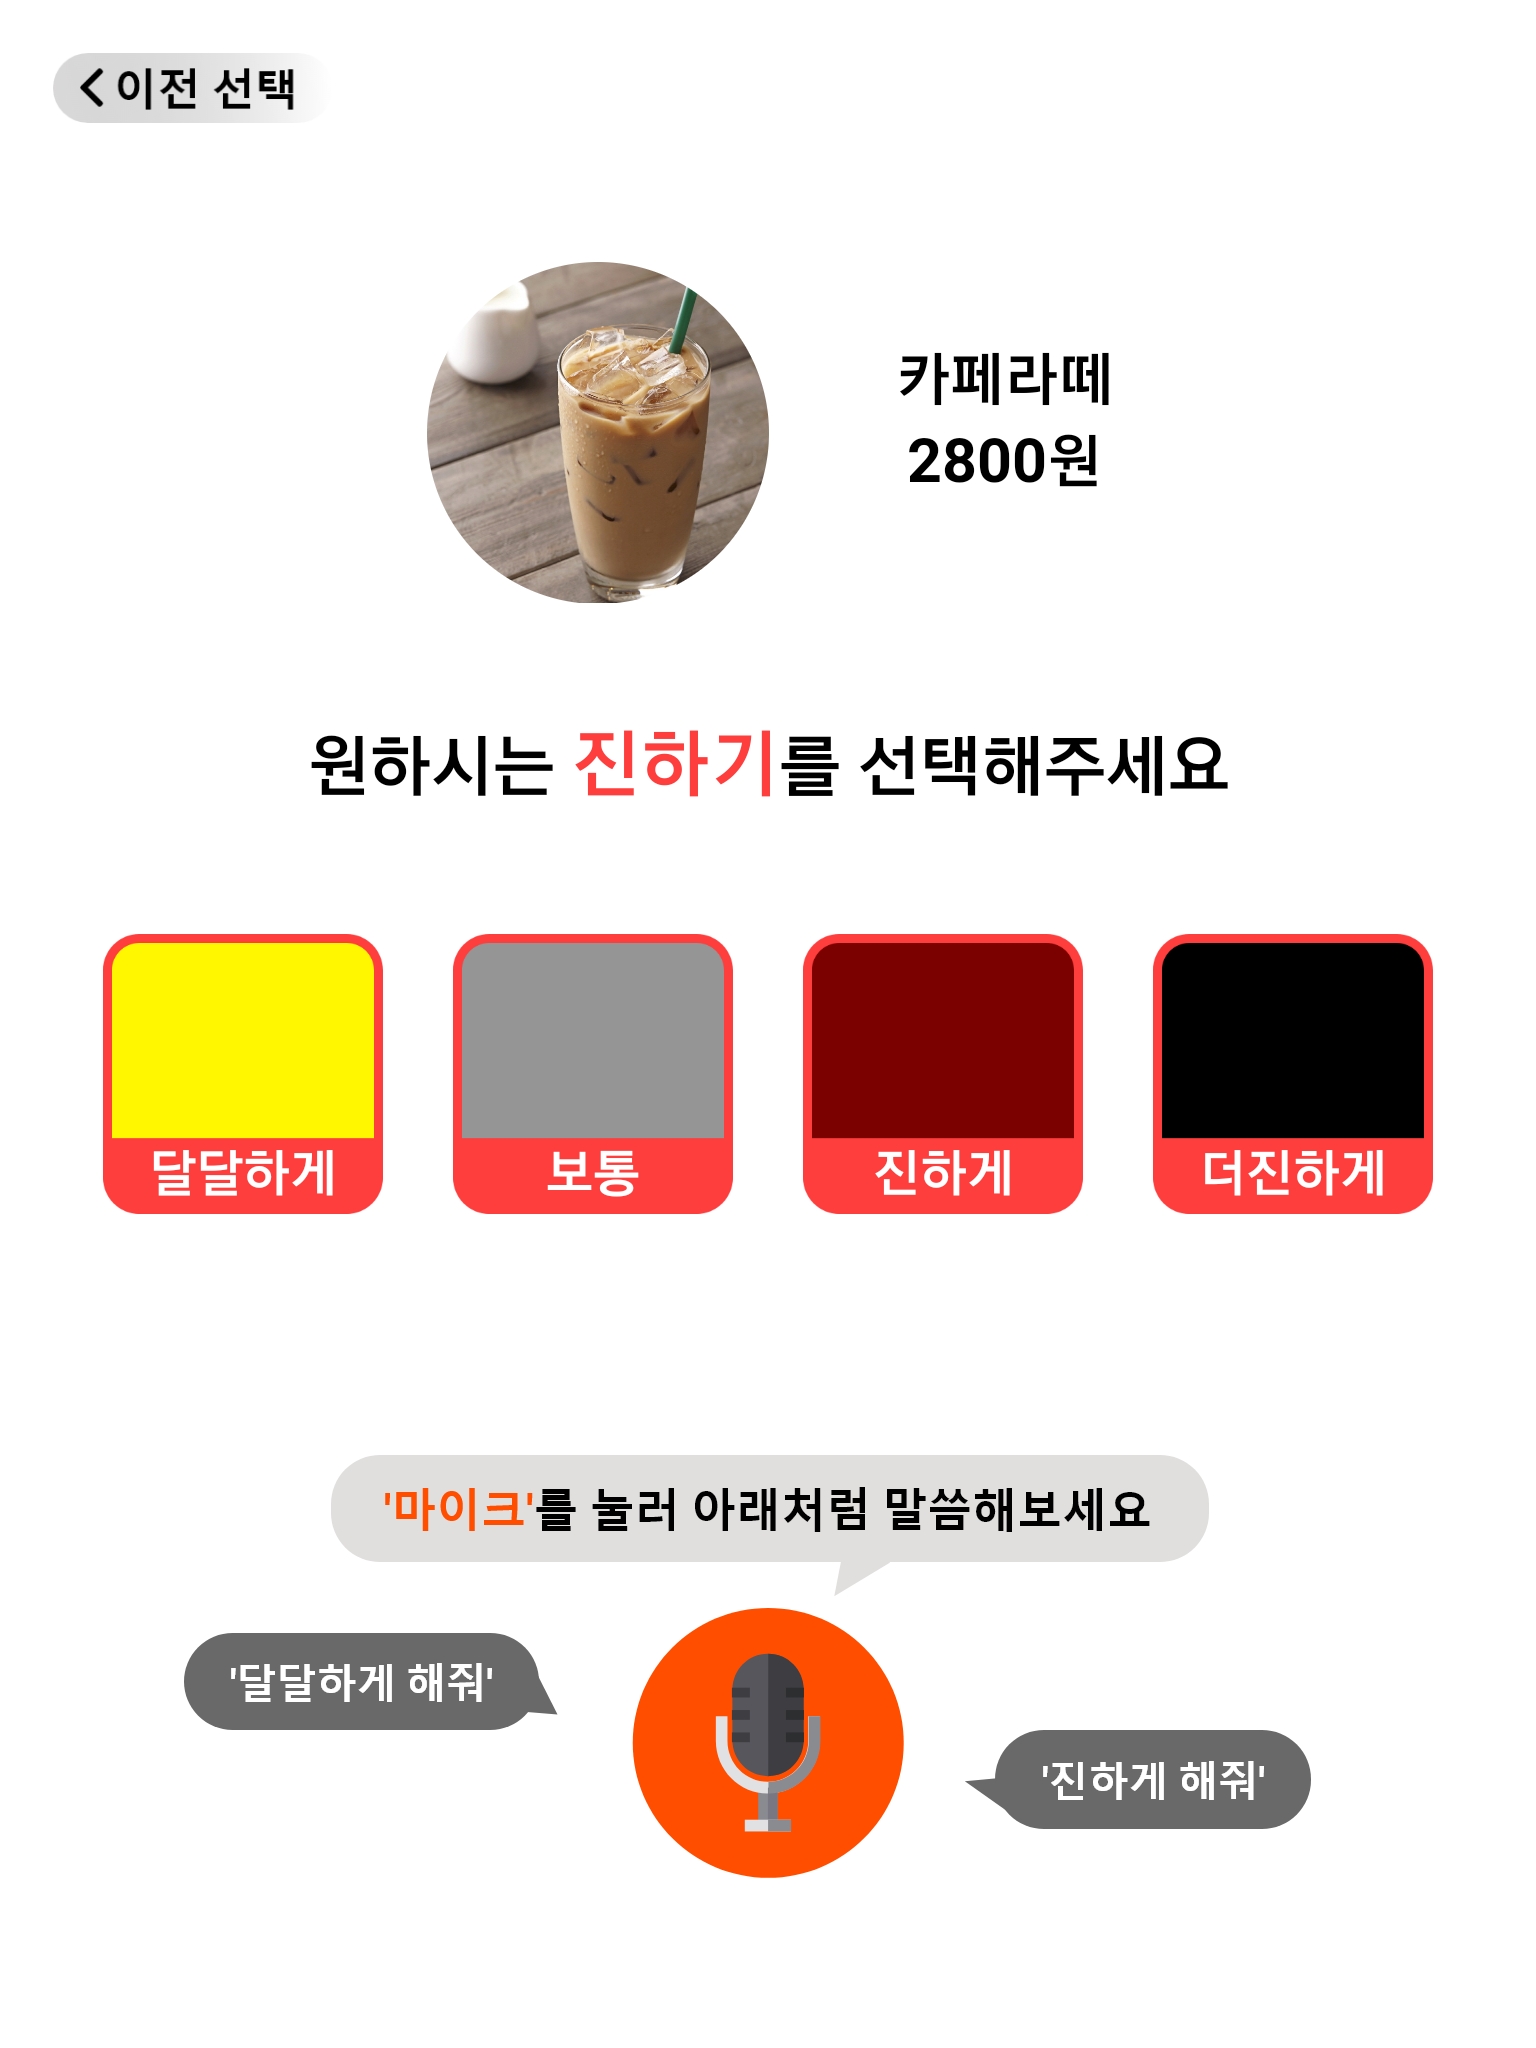 이전 선택
카페라떼
2800원
원하시는 진하기를 선택해주세요
달달하게
보통
진하게
더진하게
'마이크'를 눌러 아래처럼 말씀해보세요
'달달하게 해줘'
'진하게 해줘'